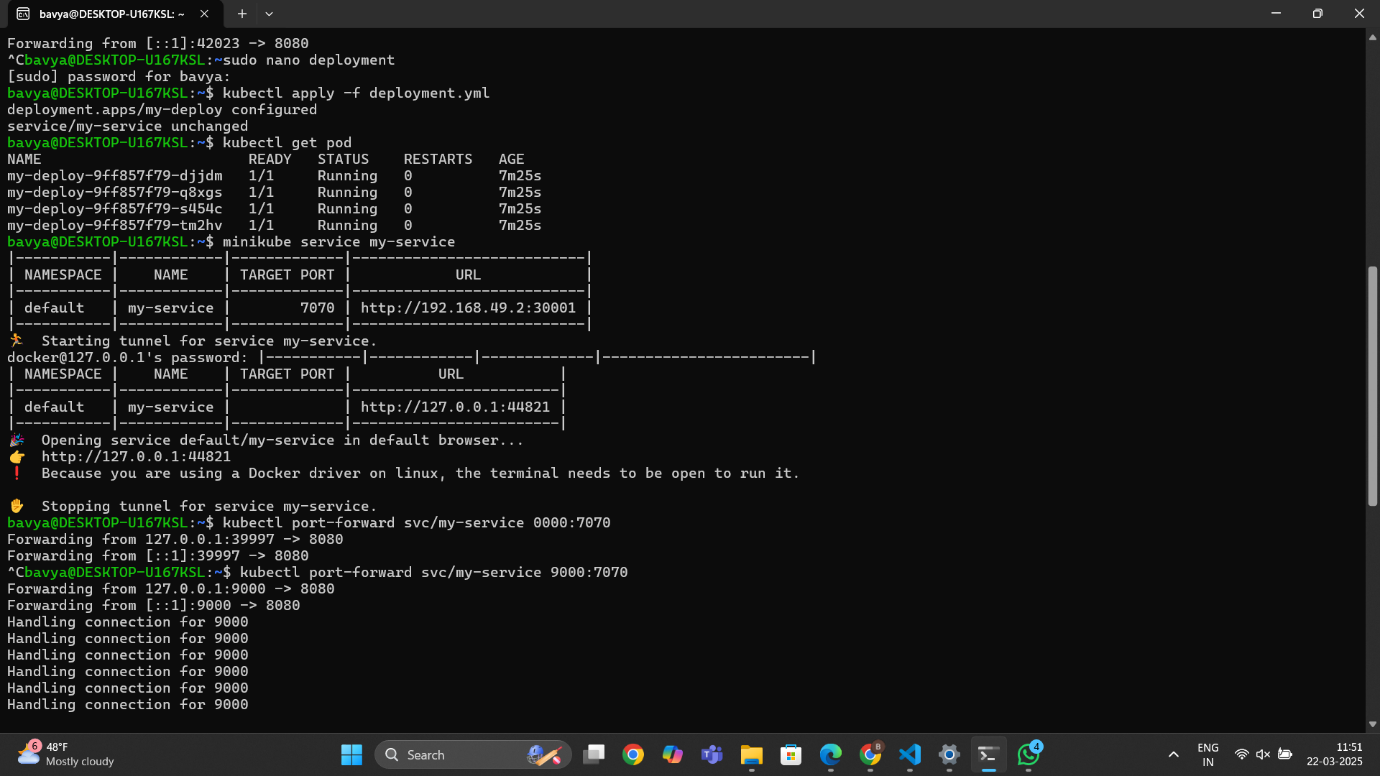 bavya@DESKTOP-U167KSL: ~
Forwarding from [::1]:42023 -> 8080
^Cbavya@DESKTOP-U167KSL:~sudo nano deployment
[sudo] password for bavya:
bavya@DESKTOP-U167KSL:~$ kubectl apply -f deployment.yml
deployment.apps/my-deploy configured
service/my-service unchanged
bavya@DESKTOP-U167KSL:~$ kubectl get pod
NAME READY STATUS RESTARTS AGE
my-deploy-9ff857f79-djjdm 1/1 Running 0 7m25s
my-deploy-9ff857f79-q8xgs 1/1 Running 0 7m25s
my-deploy-9ff857f79-s454c 1/1 Running 0 7m25s
my-deploy-9ff857f79-tm2hv 1/1 Running 0 7m25s
bavya@DESKTOP-U167KSL:~$ minikube service my-service
|-----------|------------|-------------|---------------------------|
| NAMESPACE | NAME | TARGET PORT | URL |
|-----------|------------|-------------|---------------------------|
| default | my-service | 7070 | http://192.168.49.2:30001 |
|-----------|------------|-------------|---------------------------|
🏃 Starting tunnel for service my-service.
docker@127.0.0.1's password: |-----------|------------|-------------|------------------------|
| NAMESPACE | NAME | TARGET PORT | URL |
|-----------|------------|-------------|------------------------|
| default | my-service | | http://127.0.0.1:44821 |
|-----------|------------|-------------|------------------------|
🎉 Opening service default/my-service in default browser...
👉 http://127.0.0.1:44821
❗ Because you are using a Docker driver on linux, the terminal needs to be open to run it.
✋ Stopping tunnel for service my-service.
bavya@DESKTOP-U167KSL:~$ kubectl port-forward svc/my-service 0000:7070
Forwarding from 127.0.0.1:39997 -> 8080
Forwarding from [::1]:39997 -> 8080
^Cbavya@DESKTOP-U167KSL:~$ kubectl port-forward svc/my-service 9000:7070
Forwarding from 127.0.0.1:9000 -> 8080
Forwarding from [::1]:9000 -> 8080
Handling connection for 9000
Handling connection for 9000
Handling connection for 9000
Handling connection for 9000
Handling connection for 9000
Handling connection for 9000
6
48°F
Mostly cloudy
Search
B
4
ENG
IN
11:51
22-03-2025